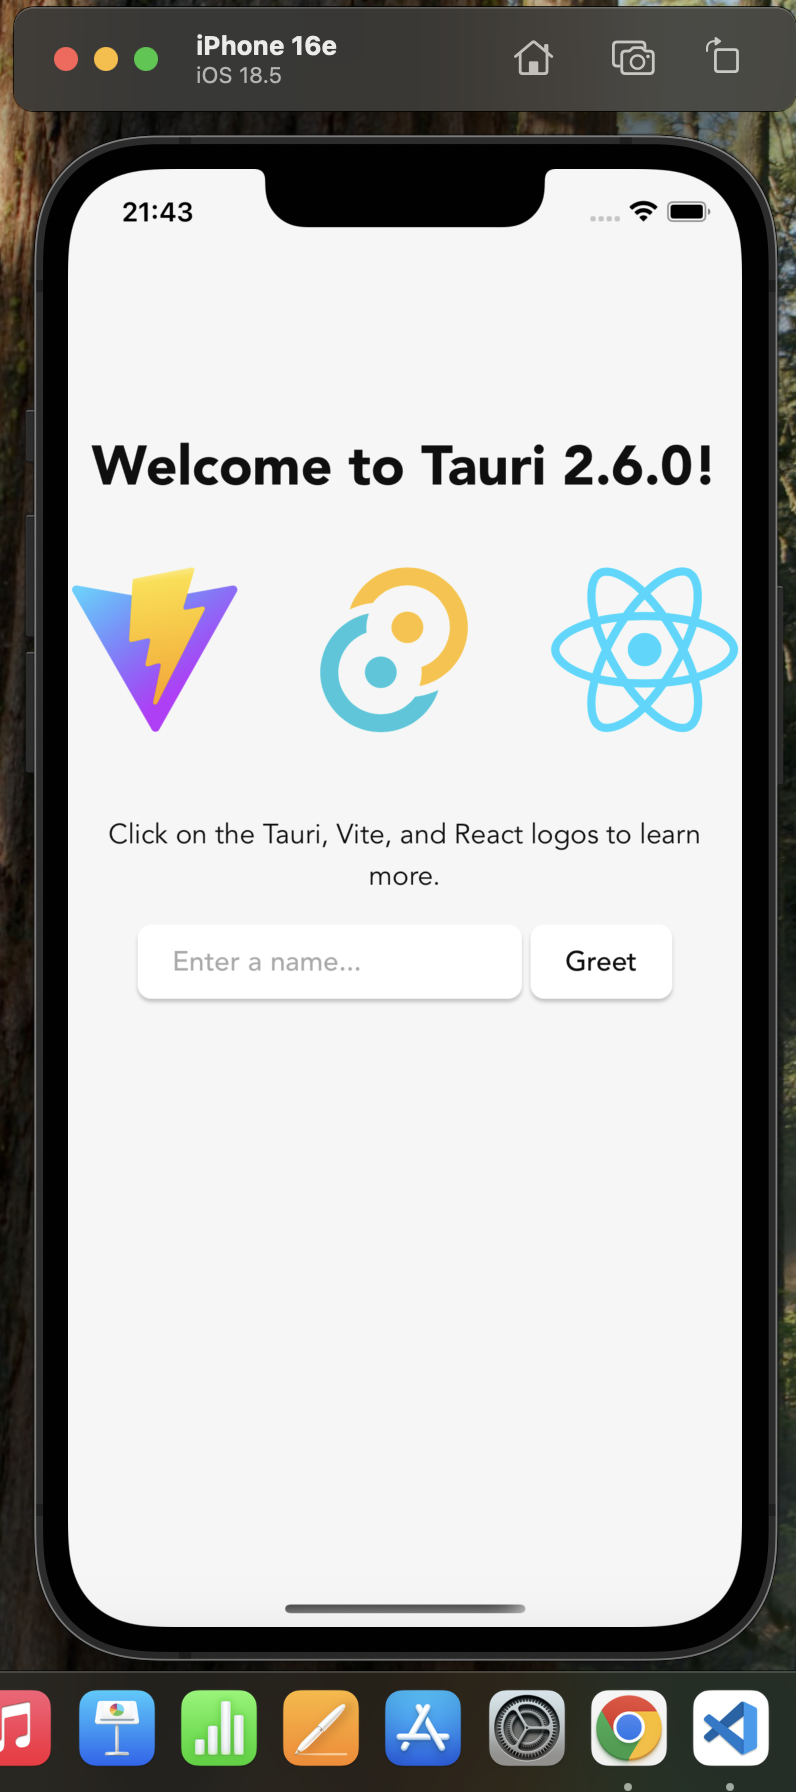 iPhone 16e
iOS 18.5
21:43
Welcome to Tauri 2.6.0!
Click on the Tauri, Vite, and React logos to learn
more.
Enter a name...
Greet